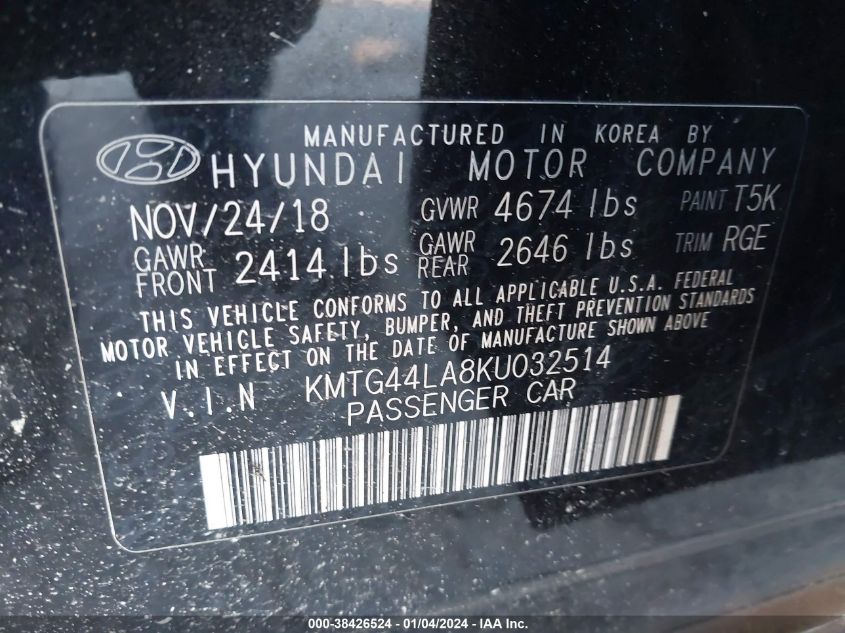 MANUFACTURED IN KOREA BY
HYUNDAI MOTOR COMPANY
NOV/24/18 GVWR 4674 lbs PAINT T5K
GAWR FRONT 2414 lbs GAWR REAR 2646 lbs TRIM RGE
THIS VEHICLE CONFORMS TO ALL APPLICABLE U.S.A. FEDERAL
MOTOR VEHICLE SAFETY, BUMPER, AND THEFT PREVENTION STANDARDS
IN EFFECT ON THE DATE OF MANUFACTURE SHOWN ABOVE
V.I.N KMTG44LA8KU032514
PASSENGER CAR
000-38426524 - 01/04/2024 - IAA Inc.